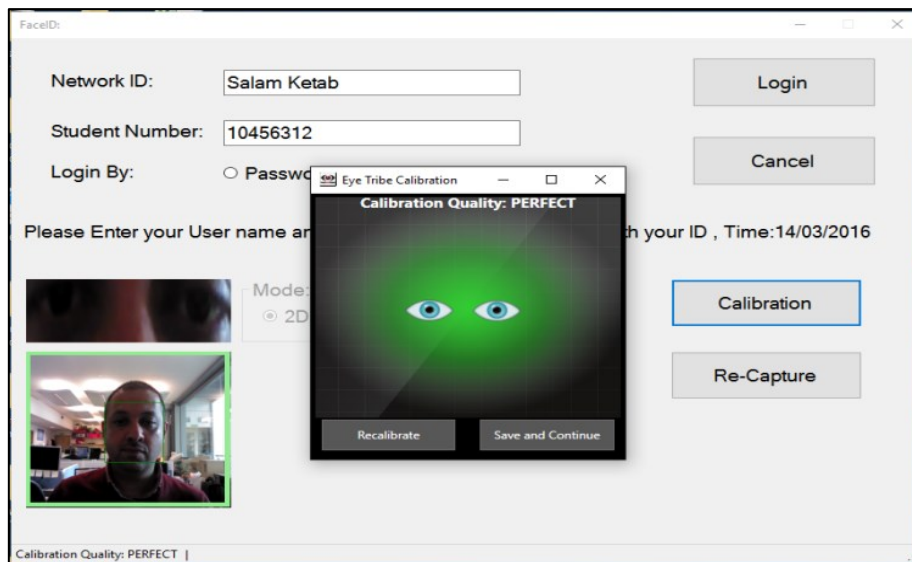 FaceID:
Network ID: Salam Ketab
Login
Student Number: 10456312
Cancel
Login By: Passwo
Eye Tribe Calibration
Calibration Quality: PERFECT
Please Enter your User name an
th your ID , Time:14/03/2016
Mode:
2D
Calibration
Re-Capture
Recalibrate Save and Continue
Calibration Quality: PERFECT |